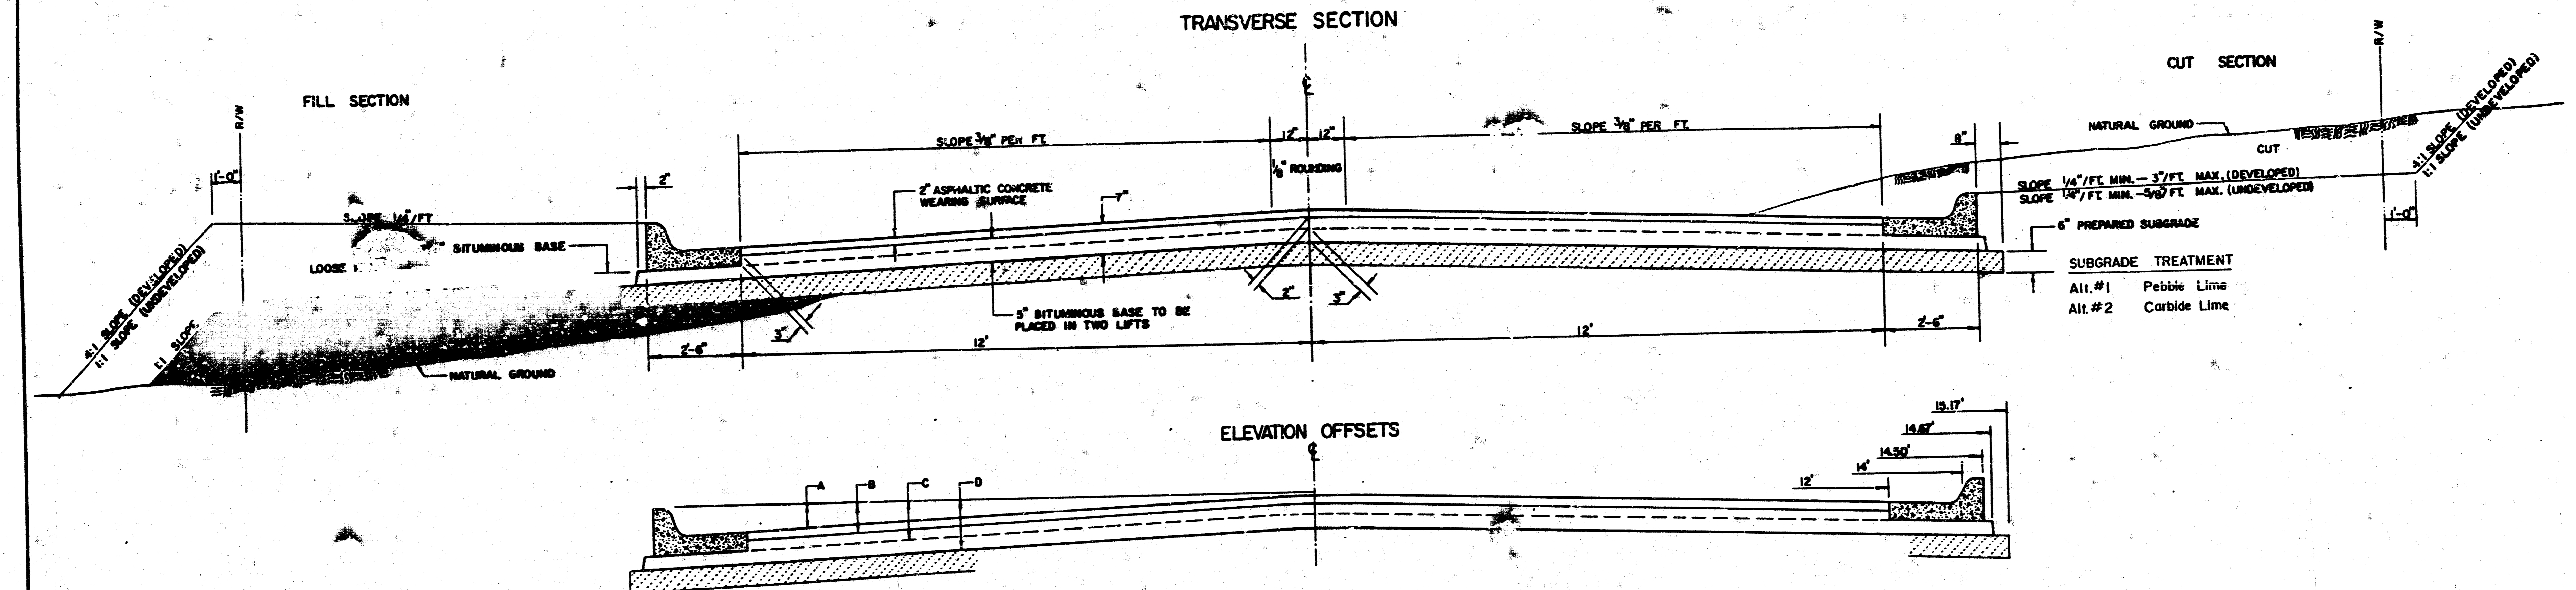 TRANSVERSE SECTION
FILL SECTION
CUT SECTION
R/W
R/W
℄
4:1 SLOPE (DEVELOPED)
1:1 SLOPE (UNDEVELOPED)
SLOPE 3/8" PER FT.
12"
12"
SLOPE 3/8" PER FT.
8"
NATURAL GROUND
CUT
1/8" ROUNDING
1'-0"
2"
2" ASPHALTIC CONCRETE
WEARING SURFACE
7"
SLOPE 1/4"/FT. MIN. - 3"/FT. MAX. (DEVELOPED)
SLOPE 1/4"/FT MIN. - 5/8"/FT. MAX. (UNDEVELOPED)
1'-0"
SLOPE 1/4"/FT
BITUMINOUS BASE
LOOSE
6" PREPARED SUBGRADE
SUBGRADE TREATMENT
Alt.#1 Pebble Lime
Alt.#2 Carbide Lime
4:1 SLOPE (DEVELOPED)
1:1 SLOPE (UNDEVELOPED)
1:1 SLOPE
2"
3"
5" BITUMINOUS BASE TO BE
PLACED IN TWO LIFTS
3"
2'-6"
12'
12'
2'-6"
NATURAL GROUND
ELEVATION OFFSETS
℄
15.17'
14.67'
14.50'
14'
12'
A
B
C
D